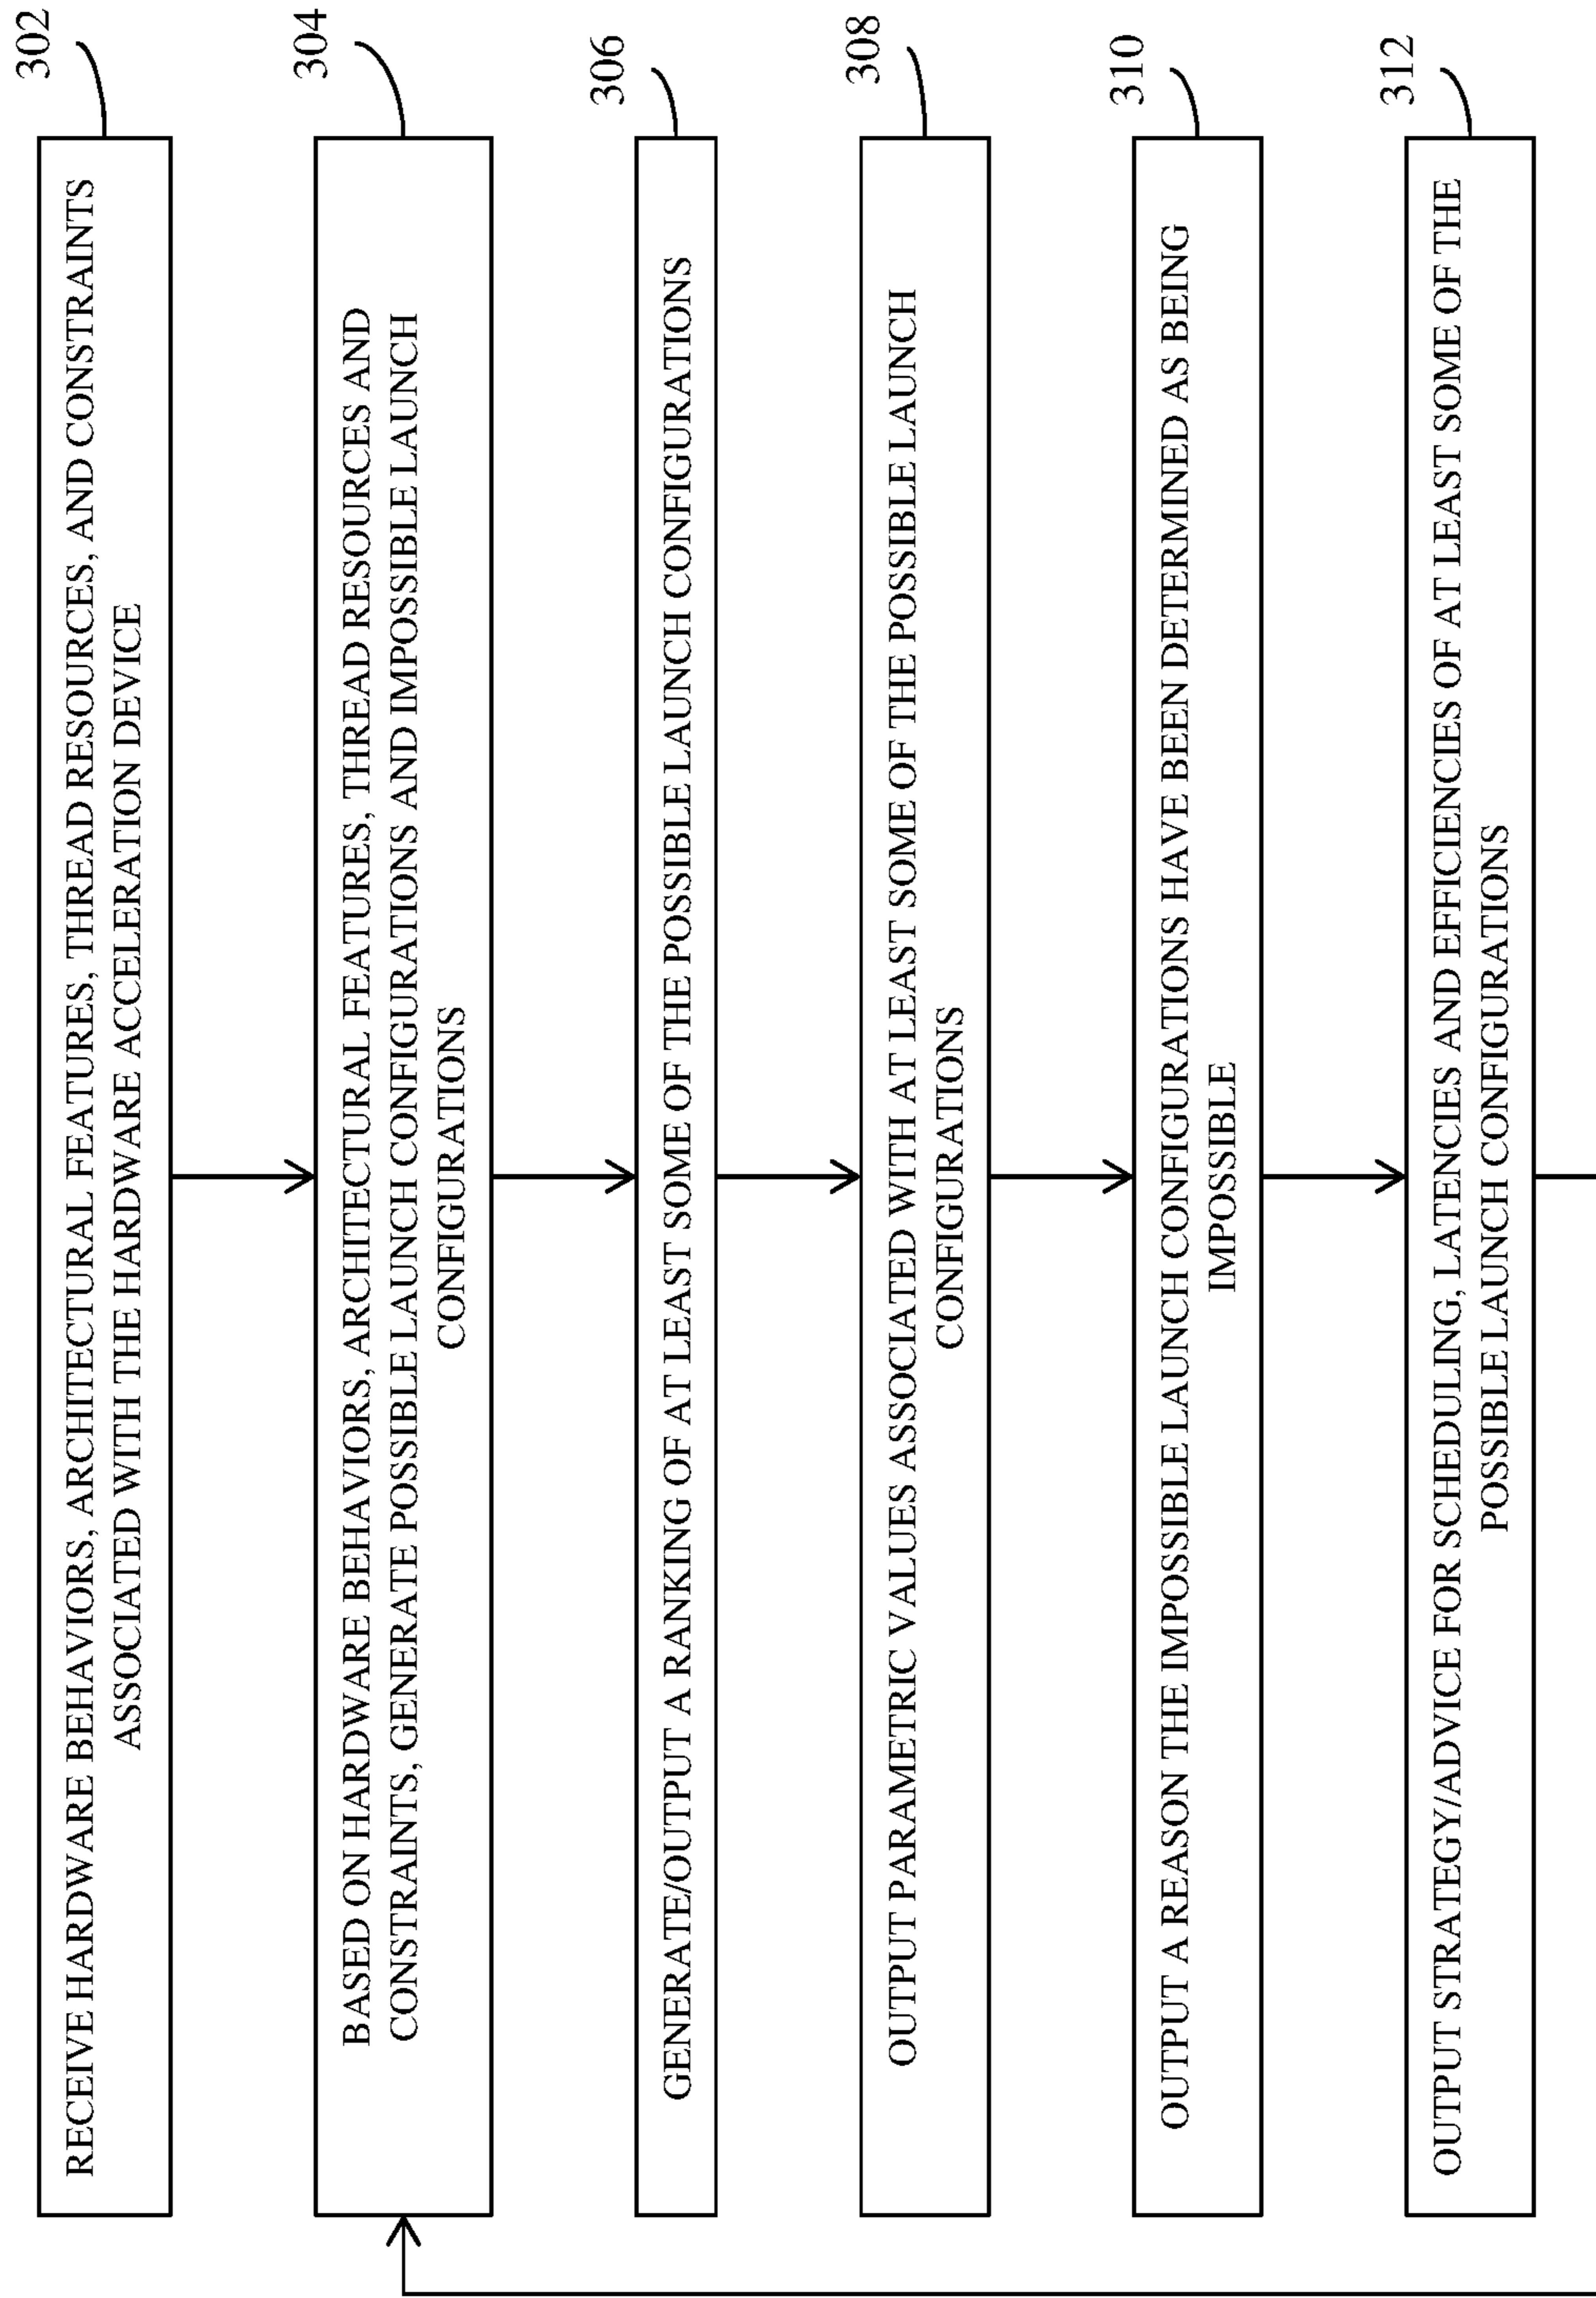 302
RECEIVE HARDWARE BEHAVIORS, ARCHITECTURAL FEATURES, THREAD RESOURCES, AND CONSTRAINTS
ASSOCIATED WITH THE HARDWARE ACCELERATION DEVICE
304
BASED ON HARDWARE BEHAVIORS, ARCHITECTURAL FEATURES, THREAD RESOURCES AND
CONSTRAINTS, GENERATE POSSIBLE LAUNCH CONFIGURATIONS AND IMPOSSIBLE LAUNCH
CONFIGURATIONS
306
GENERATE/OUTPUT A RANKING OF AT LEAST SOME OF THE POSSIBLE LAUNCH CONFIGURATIONS
308
OUTPUT PARAMETRIC VALUES ASSOCIATED WITH AT LEAST SOME OF THE POSSIBLE LAUNCH
CONFIGURATIONS
310
OUTPUT A REASON THE IMPOSSIBLE LAUNCH CONFIGURATIONS HAVE BEEN DETERMINED AS BEING
IMPOSSIBLE
312
OUTPUT STRATEGY/ADVICE FOR SCHEDULING, LATENCIES AND EFFICIENCIES OF AT LEAST SOME OF THE
POSSIBLE LAUNCH CONFIGURATIONS